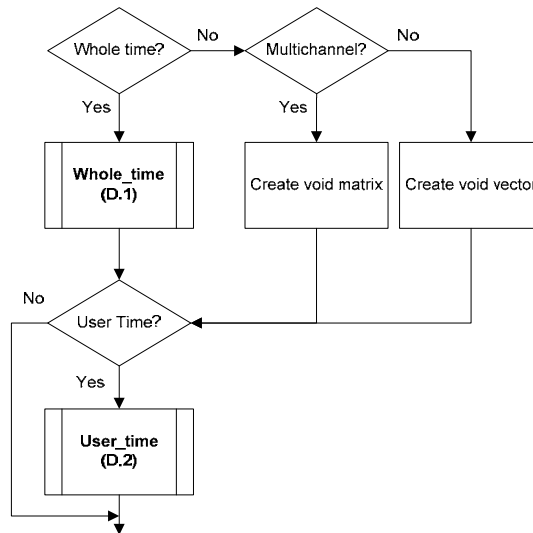 Whole time?
No
Multichannel?
No
Yes
Yes
Whole_time
(D.1)
Create void matrix
Create void vector
No
User Time?
Yes
User_time
(D.2)